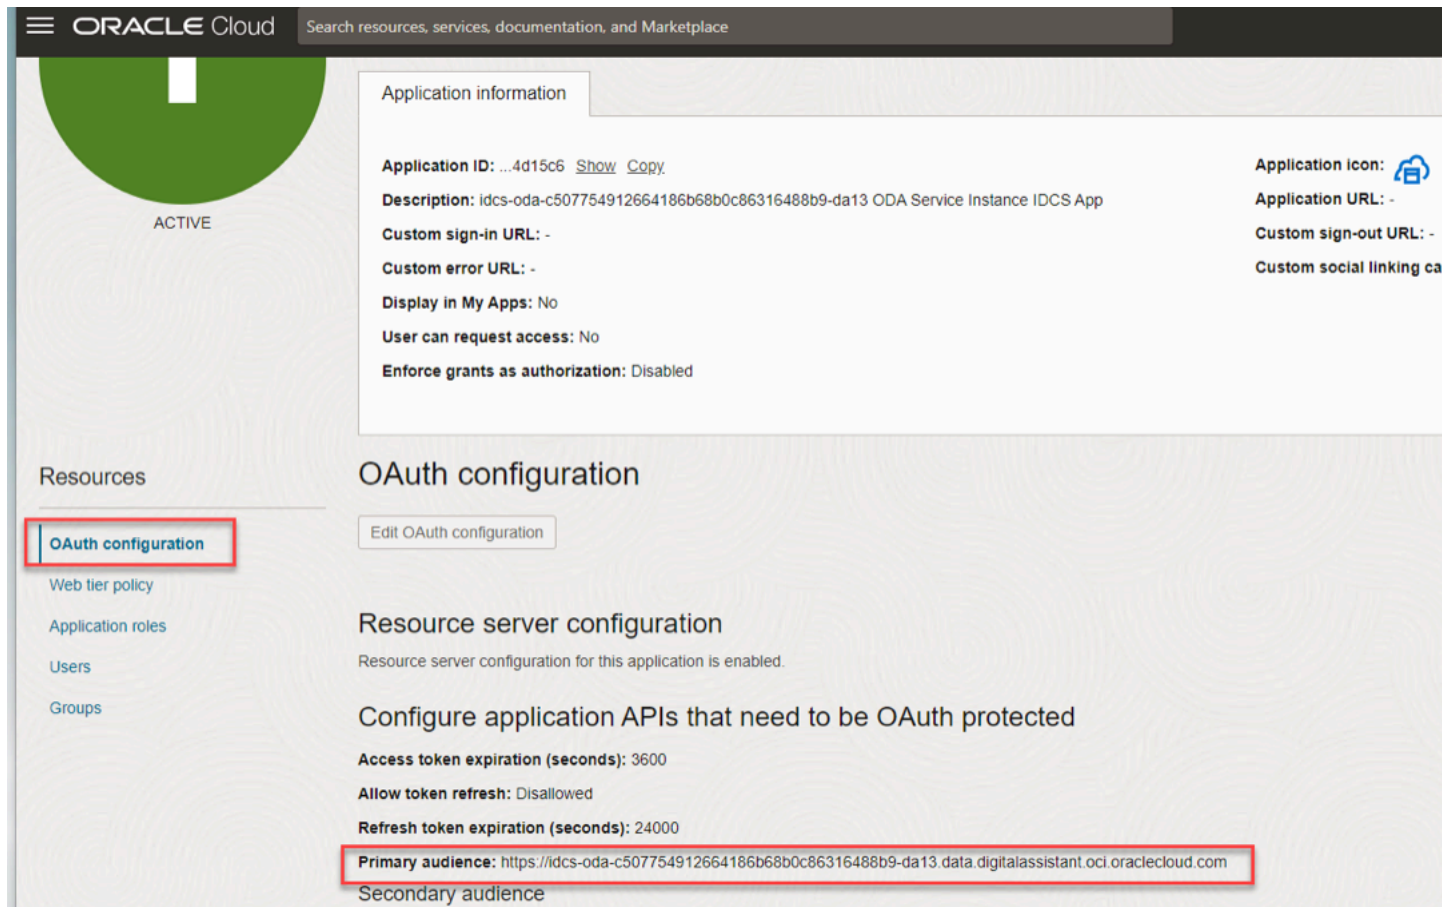 ORACLE Cloud
Search resources, services, documentation, and Marketplace
ACTIVE
Application information
Application ID: ...4d15c6 Show Copy
Description: idcs-oda-c507754912664186b68b0c86316488b9-da13 ODA Service Instance IDCS App
Custom sign-in URL: -
Custom error URL: -
Display in My Apps: No
User can request access: No
Enforce grants as authorization: Disabled
Application icon:
Application URL: -
Custom sign-out URL: -
Custom social linking ca
Resources
OAuth configuration
Web tier policy
Application roles
Users
Groups
OAuth configuration
Edit OAuth configuration
Resource server configuration
Resource server configuration for this application is enabled.
Configure application APIs that need to be OAuth protected
Access token expiration (seconds): 3600
Allow token refresh: Disallowed
Refresh token expiration (seconds): 24000
Primary audience: https://idcs-oda-c507754912664186b68b0c86316488b9-da13.data.digitalassistant.oci.oraclecloud.com
Secondary audience